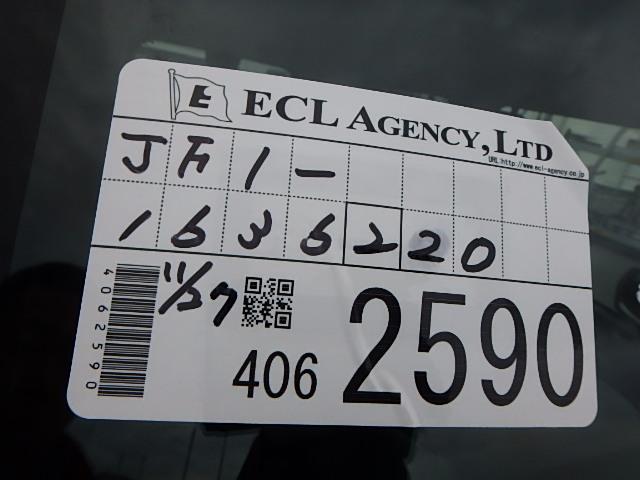 E ECL AGENCY, LTD
URL:http://www.ecl-agency.co.jp
JF1-
1636220
11/27
4062590
406 2590